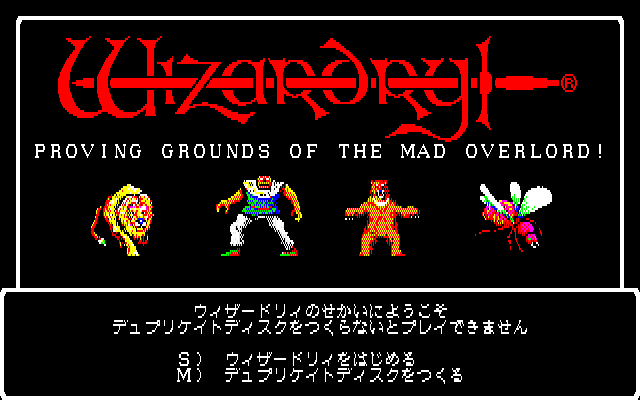 Wizardry®
PROVING GROUNDS OF THE MAD OVERLORD!
ウィザードリィのせかいにようこそ
デュプリケイトディスクをつくらないとプレイできません
S) ウィザードリィをはじめる
M) デュプリケイトディスクをつくる